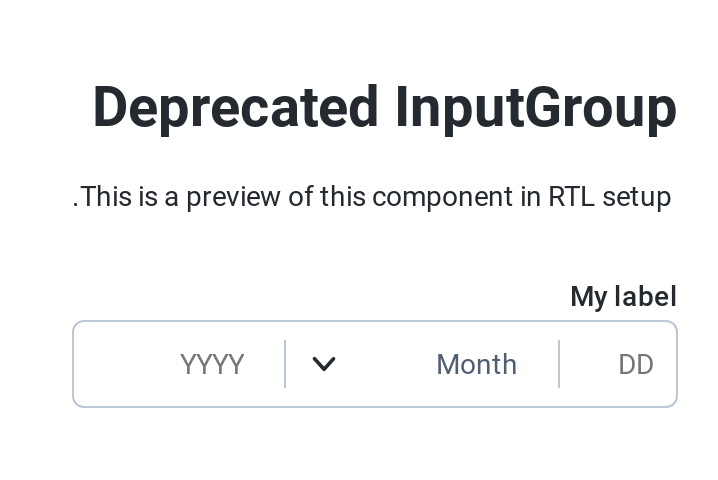 Deprecated InputGroup
.This is a preview of this component in RTL setup
My label
YYYY Month DD